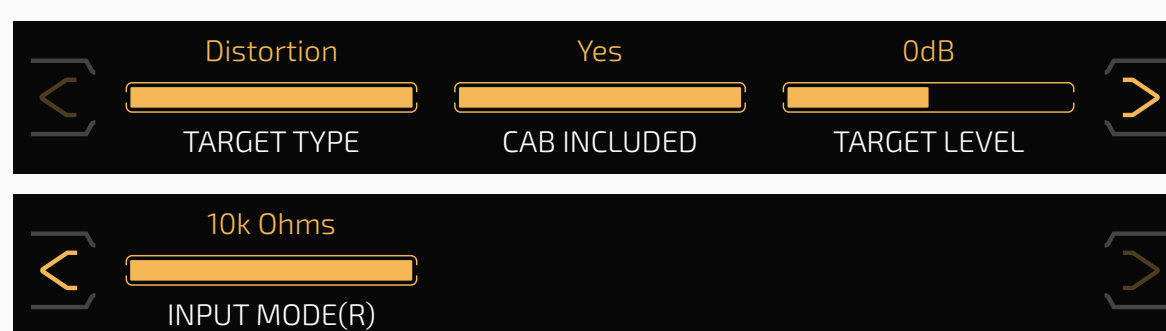 Distortion Yes 0dB
TARGET TYPE CAB INCLUDED TARGET LEVEL
10k Ohms
INPUT MODE(R)